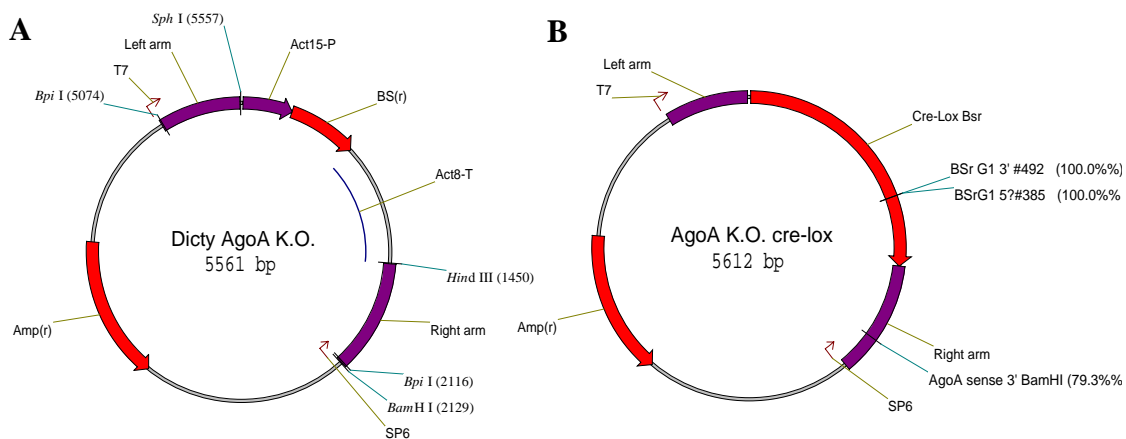 A
Sph I (5557)
Left arm
Act15-P
T7
Bpi I (5074)
BS(r)
Act8-T
Dicty AgoA K.O.
5561 bp
Hind III (1450)
Amp(r)
Right arm
Bpi I (2116)
BamH I (2129)
SP6
B
Left arm
T7
Cre-Lox Bsr
BSr G1 3' #492 (100.0%%)
BSrG1 5?#385 (100.0%%
AgoA K.O. cre-lox
5612 bp
Amp(r)
Right arm
AgoA sense 3' BamHI (79.3%%
SP6